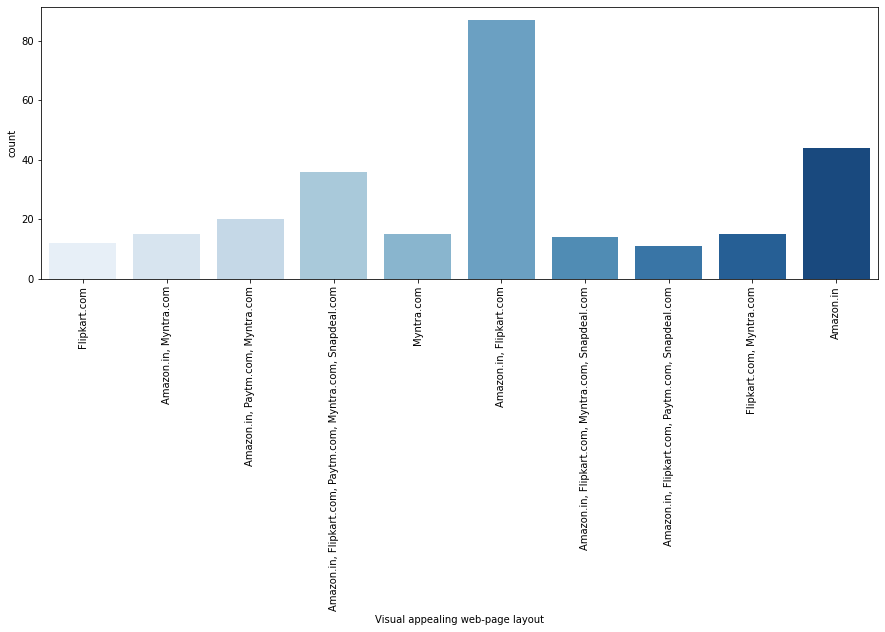 80
60
40
20
0
count
Flipkart.com
Amazon.in, Myntra.com
Amazon.in, Paytm.com, Myntra.com
Amazon.in, Flipkart.com, Paytm.com, Myntra.com, Snapdeal.com
Myntra.com
Amazon.in, Flipkart.com
Amazon.in, Flipkart.com, Myntra.com, Snapdeal.com
Amazon.in, Flipkart.com, Paytm.com, Snapdeal.com
Flipkart.com, Myntra.com
Amazon.in
Visual appealing web-page layout